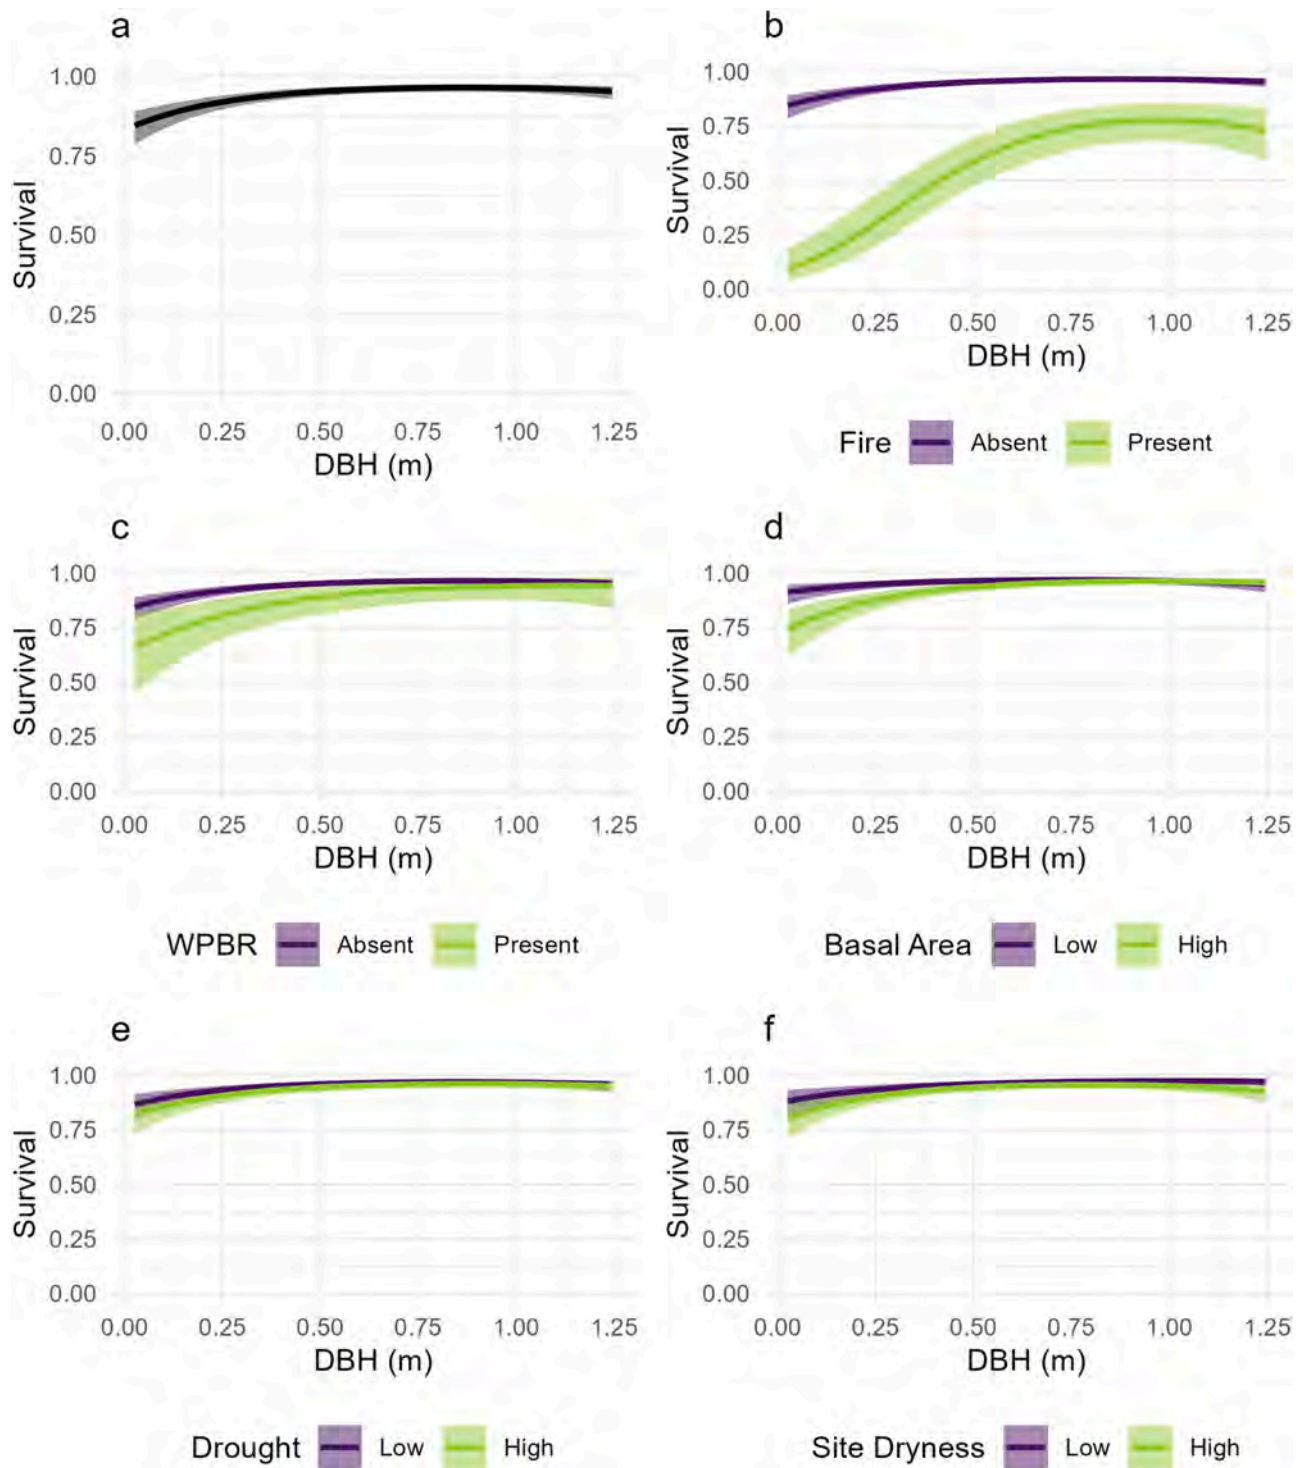 a
1.00
0.75
0.50
0.25
0.00
Survival
0.00 0.25 0.50 0.75 1.00 1.25
DBH (m)
b
1.00
0.75
0.50
0.25
0.00
Survival
0.00 0.25 0.50 0.75 1.00 1.25
DBH (m)
Fire Absent Present
c
1.00
0.75
0.50
0.25
0.00
Survival
0.00 0.25 0.50 0.75 1.00 1.25
DBH (m)
WPBR Absent Present
d
1.00
0.75
0.50
0.25
0.00
Survival
0.00 0.25 0.50 0.75 1.00 1.25
DBH (m)
Basal Area Low High
e
1.00
0.75
0.50
0.25
0.00
Survival
0.00 0.25 0.50 0.75 1.00 1.25
DBH (m)
Drought Low High
f
1.00
0.75
0.50
0.25
0.00
Survival
0.00 0.25 0.50 0.75 1.00 1.25
DBH (m)
Site Dryness Low High